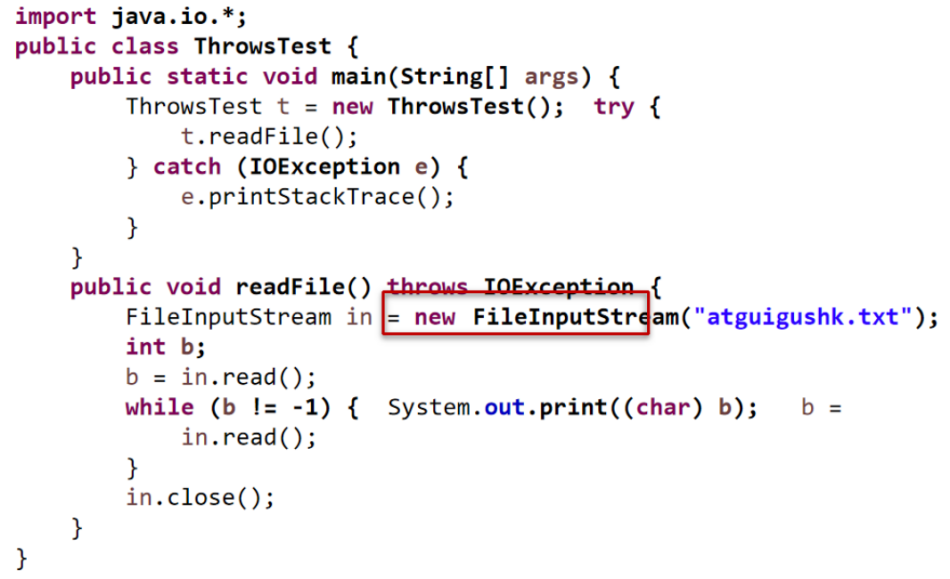 import java.io.*;
public class ThrowsTest {
    public static void main(String[] args) {
        ThrowsTest t = new ThrowsTest();  try {
            t.readFile();
        } catch (IOException e) {
            e.printStackTrace();
        }
    }
    public void readFile() throws IOException {
        FileInputStream in = new FileInputStream("atguigushk.txt");
        int b;
        b = in.read();
        while (b != -1) {  System.out.print((char) b);   b =
            in.read();
        }
        in.close();
    }
}